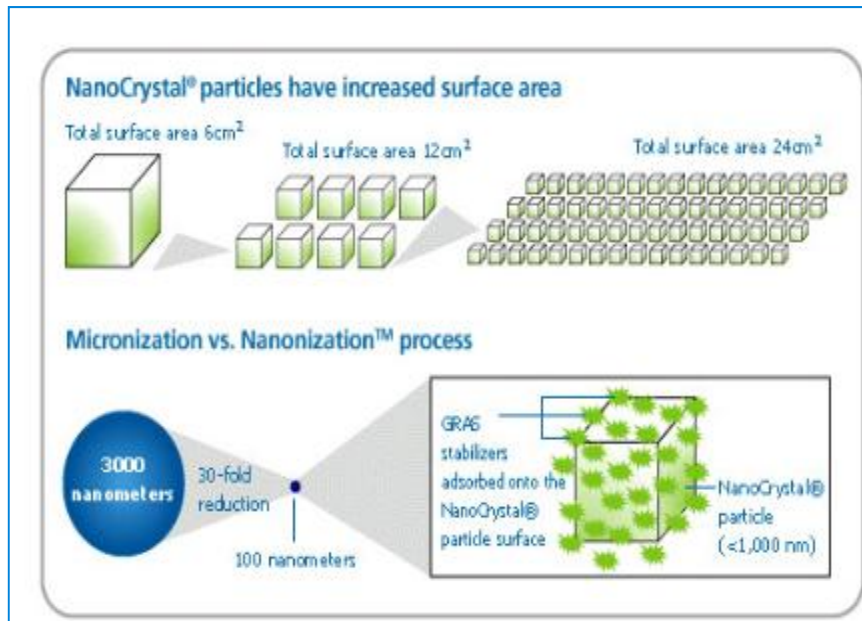 NanoCrystal® particles have increased surface area
Total surface area 6cm²
Total surface area 12cm²
Total surface area 24cm²
Micronization vs. Nanonization™ process
3000
nanometers
30-fold
reduction
100 nanometers
GRAS
stabilizers
adsorbed onto the
NanoCrystal®
particle surface
NanoCrystal®
particle
(<1,000 nm)